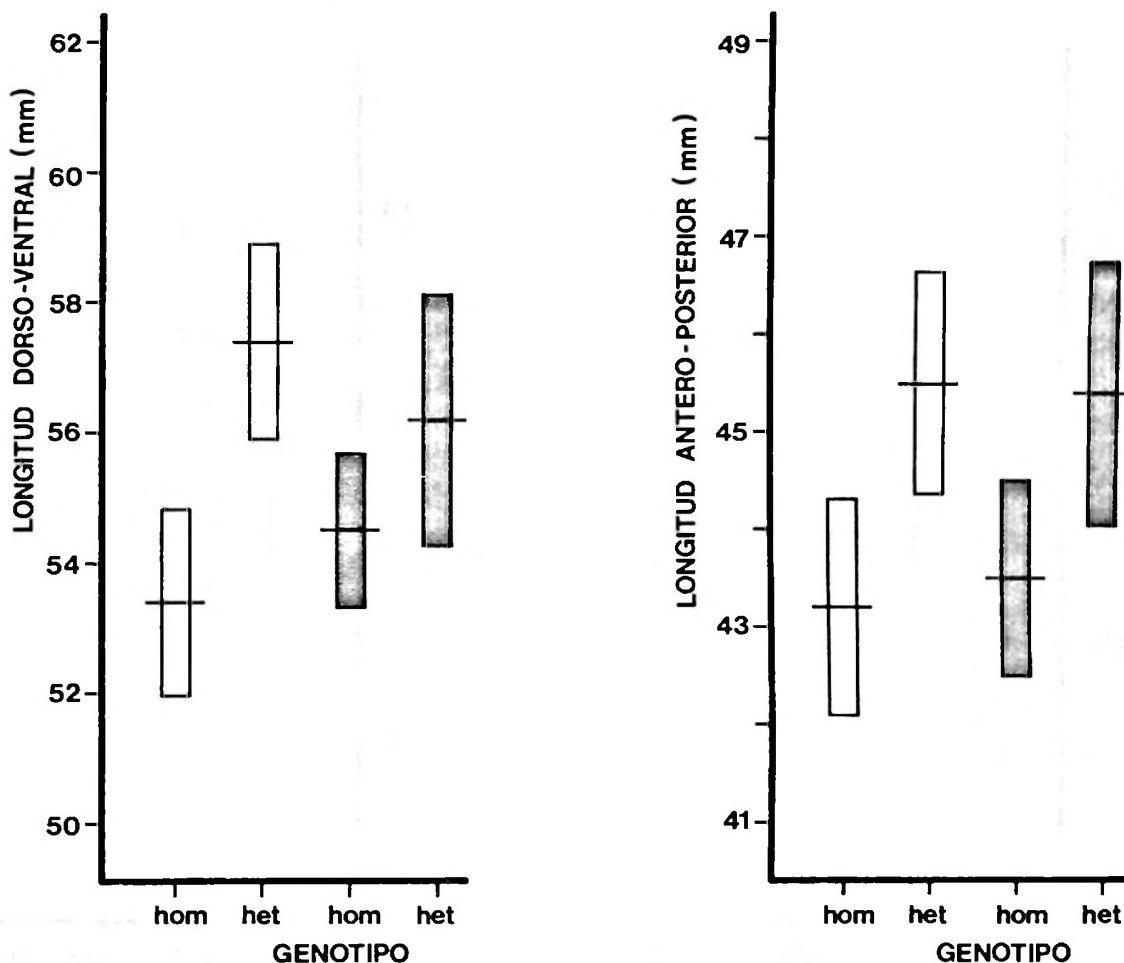 LONGITUD DORSO-VENTRAL (mm)
62
60
58
56
54
52
50
hom het hom het
GENOTIPO
LONGITUD ANTERO-POSTERIOR (mm)
49
47
45
43
41
hom het hom het
GENOTIPO